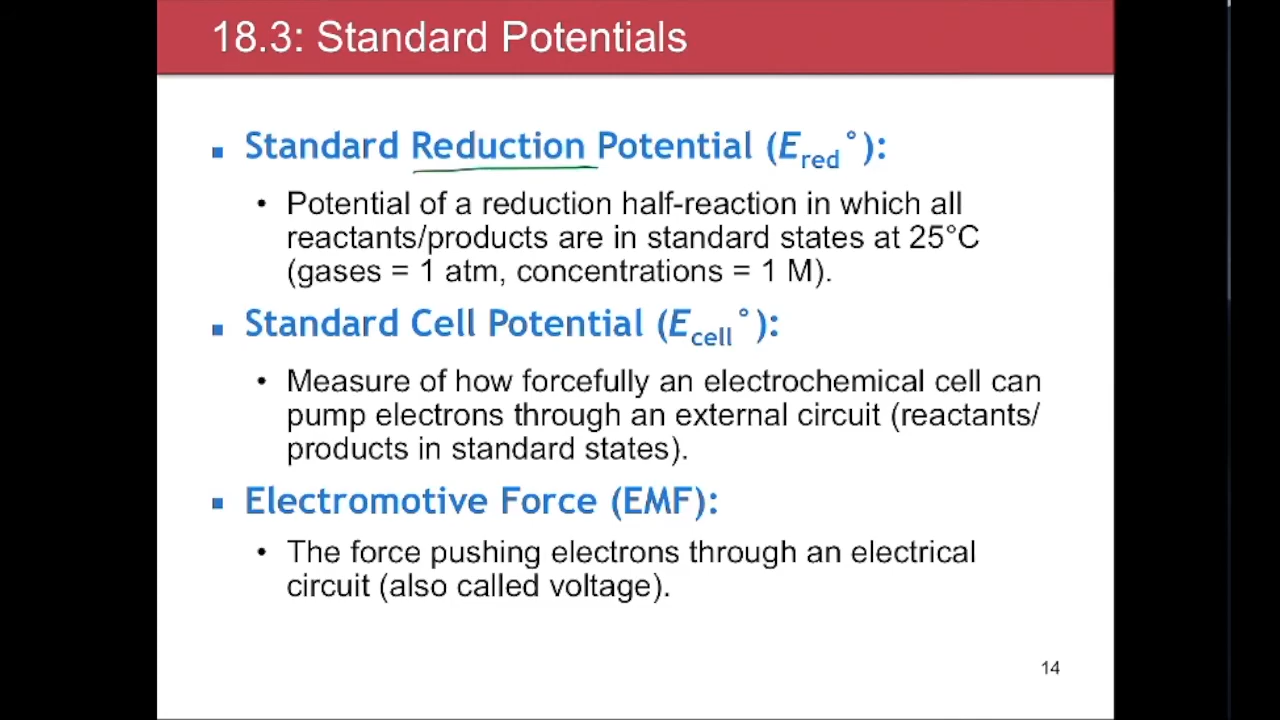 18.3: Standard Potentials
▪ Standard Reduction Potential (E_red°):
• Potential of a reduction half-reaction in which all
reactants/products are in standard states at 25°C
(gases = 1 atm, concentrations = 1 M).
▪ Standard Cell Potential (E_cell°):
• Measure of how forcefully an electrochemical cell can
pump electrons through an external circuit (reactants/
products in standard states).
▪ Electromotive Force (EMF):
• The force pushing electrons through an electrical
circuit (also called voltage).
14